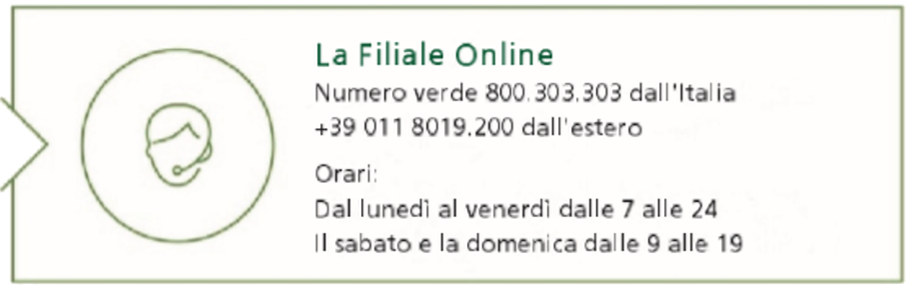 La Filiale Online
Numero verde 800.303.303 dall'Italia
+39 011 8019.200 dall'estero
Orari:
Dal lunedì al venerdì dalle 7 alle 24
Il sabato e la domenica dalle 9 alle 19